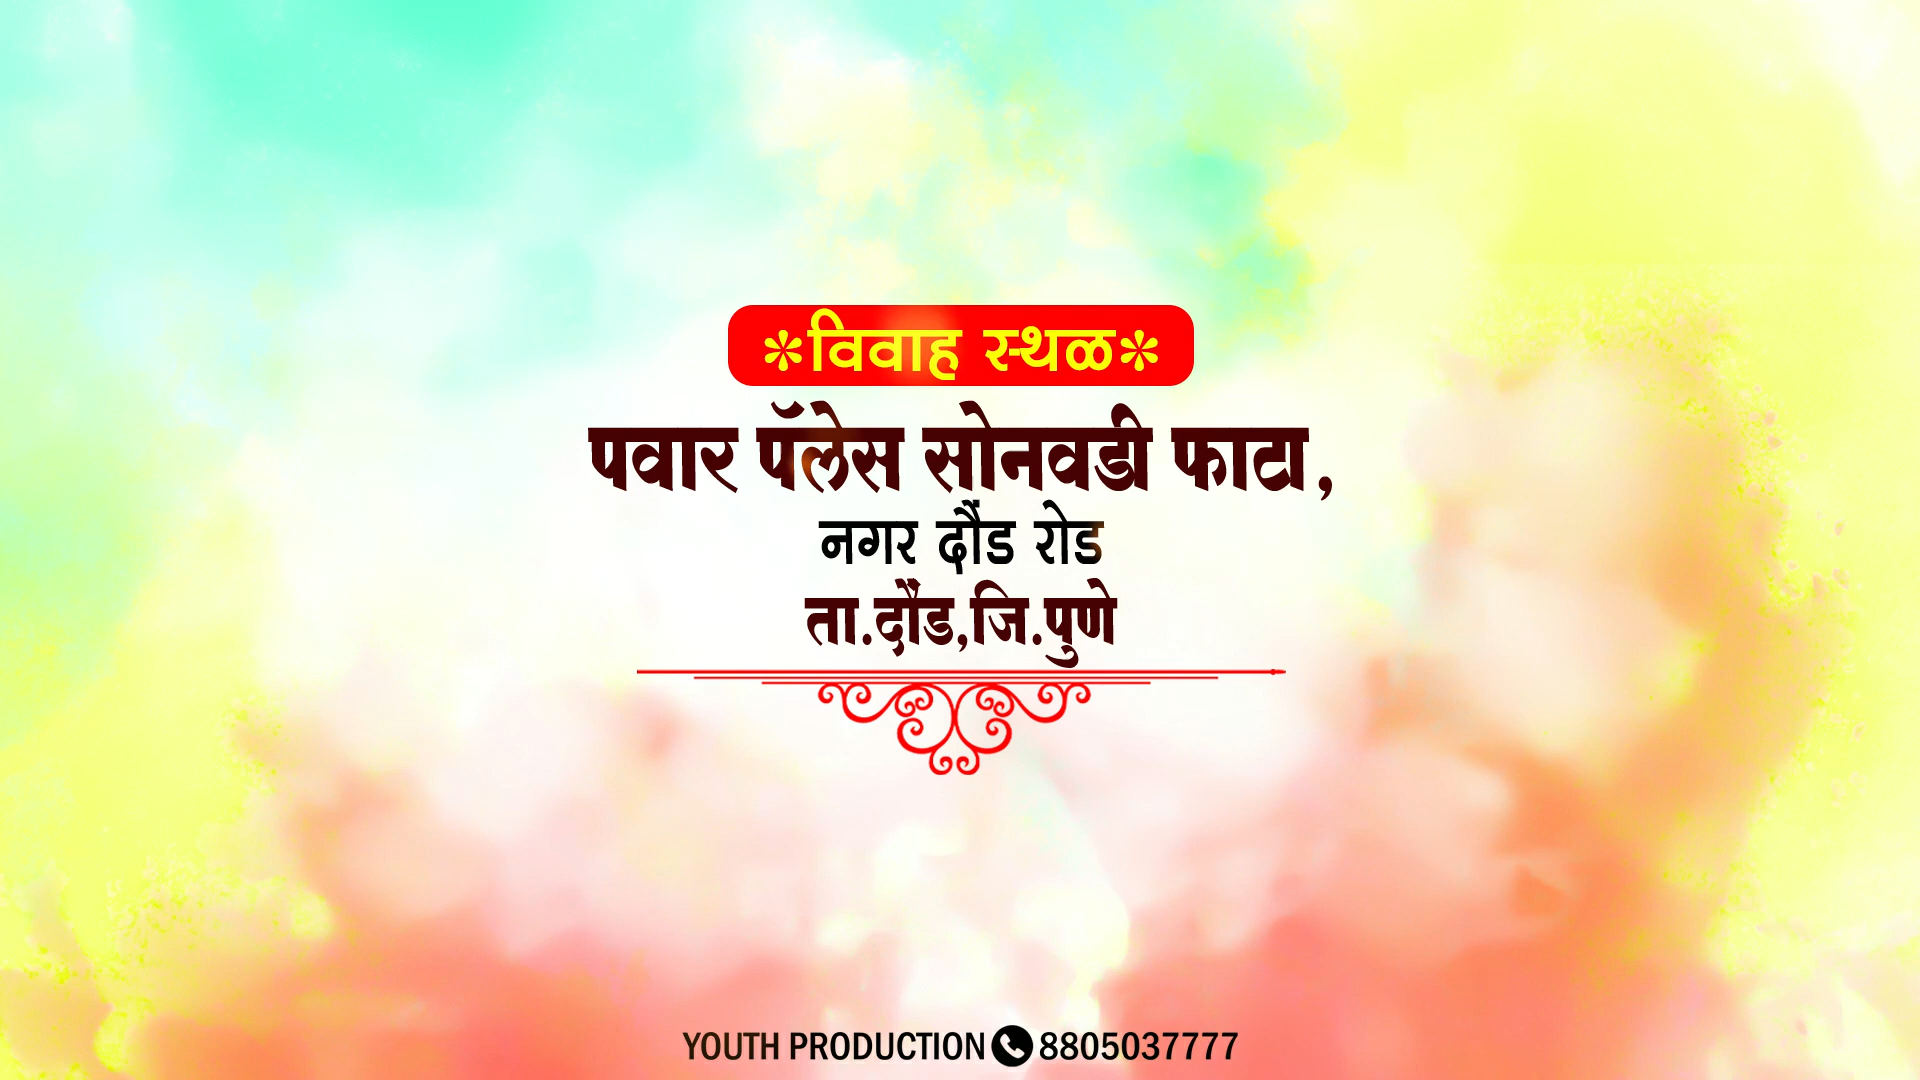 *विवाह स्थळ*
पवार पॅलेस सोनवडी फाटा,
नगर दौंड रोड
ता.दौंड,जि.पुणे
YOUTH PRODUCTION 8805037777